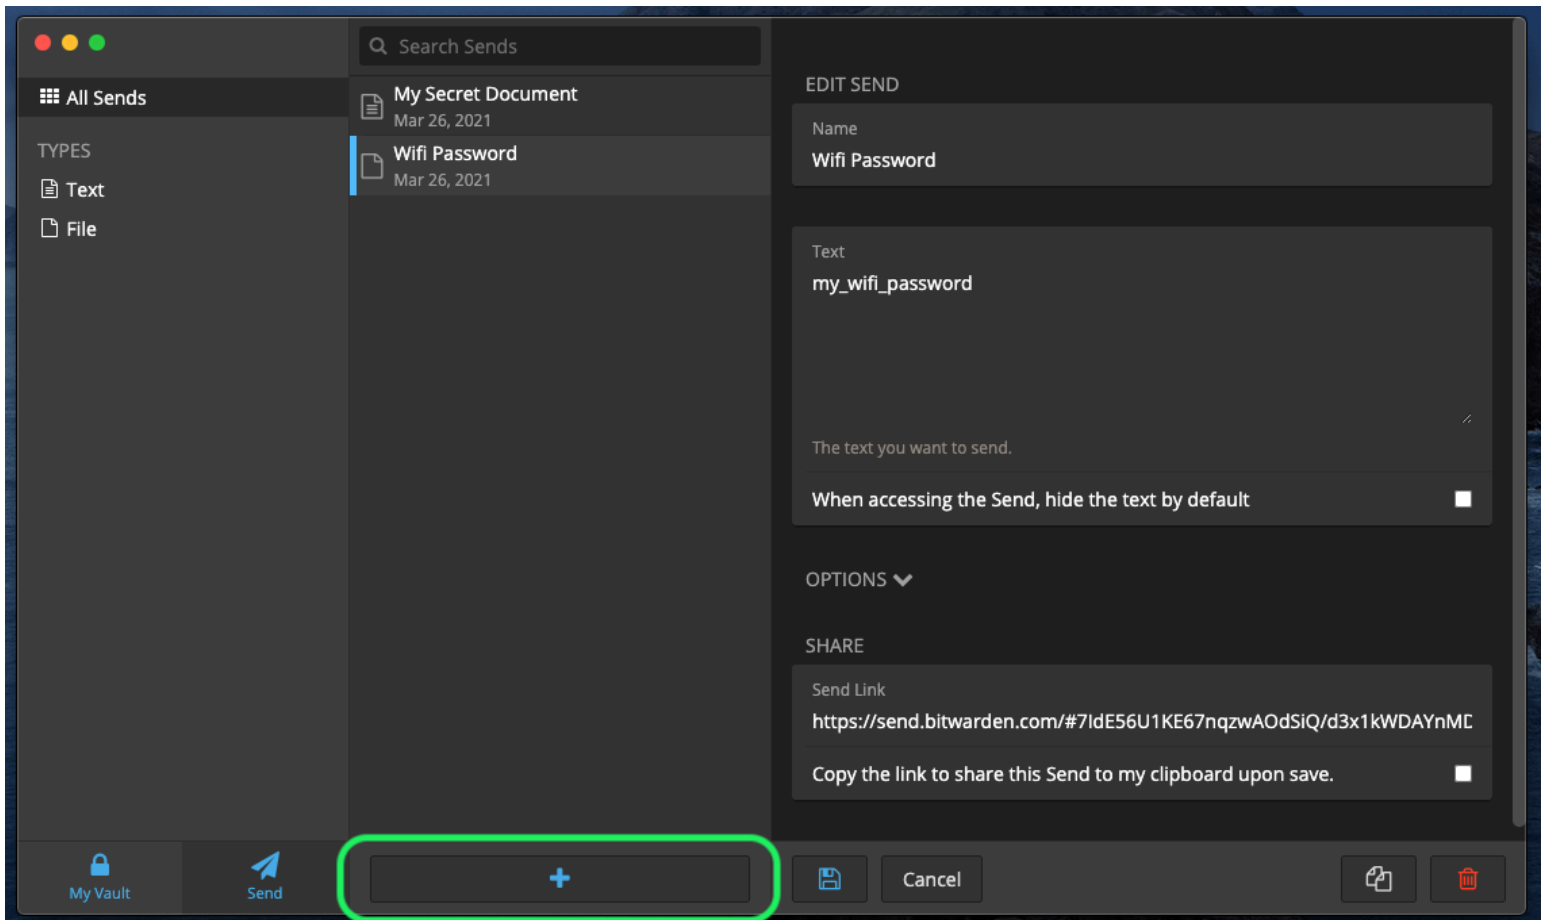 All Sends
TYPES
Text
File
My Vault
Send
Search Sends
My Secret Document
Mar 26, 2021
Wifi Password
Mar 26, 2021
EDIT SEND
Name
Wifi Password
Text
my_wifi_password
The text you want to send.
When accessing the Send, hide the text by default
OPTIONS
SHARE
Send Link
https://send.bitwarden.com/#7IdE56U1KE67nqzwAOdSiQ/d3x1kWDAYnMD
Copy the link to share this Send to my clipboard upon save.
Cancel